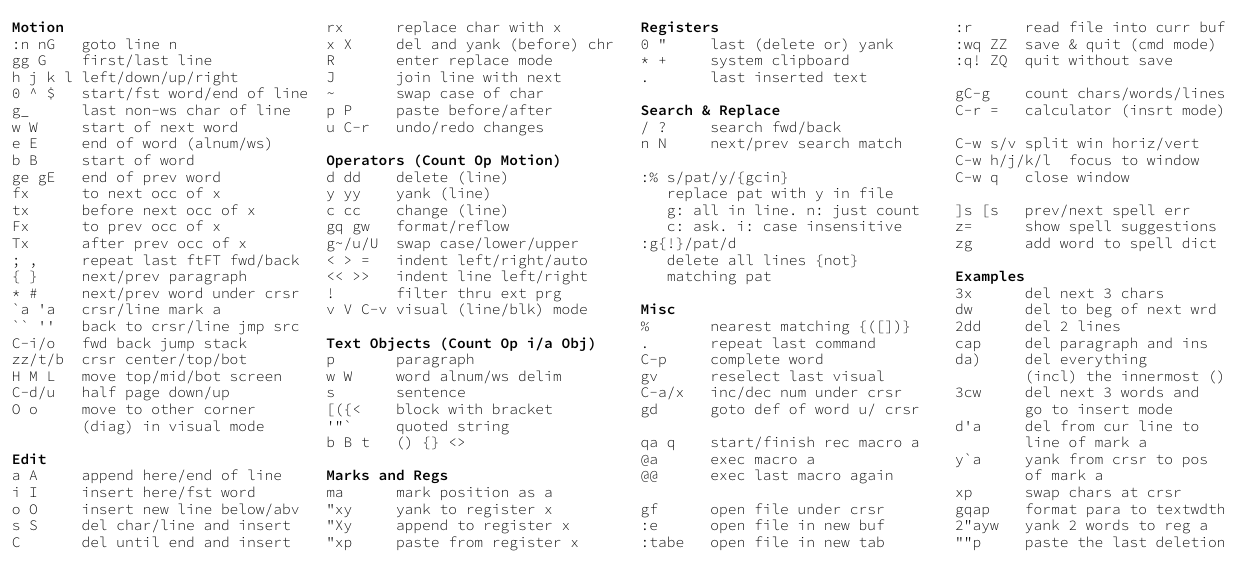 Motion
:n nG goto line n
gg G first/last line
h j k l left/down/up/right
0 ^ $ start/fst word/end of line
g_ last non-ws char of line
w W start of next word
e E end of word (alnum/ws)
b B start of word
ge gE end of prev word
fx to next occ of x
tx before next occ of x
Fx to prev occ of x
Tx after prev occ of x
; , repeat last ftFT fwd/back
{ } next/prev paragraph
* # next/prev word under crsr
`a 'a crsr/line mark a
`` '' back to crsr/line jmp src
C-i/o fwd back jump stack
zz/t/b crsr center/top/bot
H M L move top/mid/bot screen
C-d/u half page down/up
O o move to other corner
(diag) in visual mode
Edit
a A append here/end of line
i I insert here/fst word
o O insert new line below/abv
s S del char/line and insert
C del until end and insert
rx replace char with x
x X del and yank (before) chr
R enter replace mode
J join line with next
~ swap case of char
p P paste before/after
u C-r undo/redo changes
Operators (Count Op Motion)
d dd delete (line)
y yy yank (line)
c cc change (line)
gq gw format/reflow
g~/u/U swap case/lower/upper
< > = indent left/right/auto
<< >> indent line left/right
! filter thru ext prg
v V C-v visual (line/blk) mode
Text Objects (Count Op i/a Obj)
p paragraph
w W word alnum/ws delim
s sentence
[({< block with bracket
'"` quoted string
b B t () {} <>
Marks and Regs
ma mark position as a
"xy yank to register x
"Xy append to register x
"xp paste from register x
Registers
0 " last (delete or) yank
* + system clipboard
. last inserted text
Search & Replace
/ ? search fwd/back
n N next/prev search match
:% s/pat/y/{gcin}
replace pat with y in file
g: all in line. n: just count
c: ask. i: case insensitive
:g{!}/pat/d
delete all lines {not}
matching pat
Misc
% nearest matching {([])}
. repeat last command
C-p complete word
gv reselect last visual
C-a/x inc/dec num under crsr
gd goto def of word u/ crsr
qa q start/finish rec macro a
@a exec macro a
@@ exec last macro again
gf open file under crsr
:e open file in new buf
:tabe open file in new tab
:r read file into curr buf
:wq ZZ save & quit (cmd mode)
:q! ZQ quit without save
gC-g count chars/words/lines
C-r = calculator (insrt mode)
C-w s/v split win horiz/vert
C-w h/j/k/l focus to window
C-w q close window
]s [s prev/next spell err
z= show spell suggestions
zg add word to spell dict
Examples
3x del next 3 chars
dw del to beg of next wrd
2dd del 2 lines
cap del paragraph and ins
da) del everything
(incl) the innermost ()
3cw del next 3 words and
go to insert mode
d'a del from cur line to
line of mark a
y`a yank from crsr to pos
of mark a
xp swap chars at crsr
gqap format para to textwdth
2"ayw yank 2 words to reg a
""p paste the last deletion